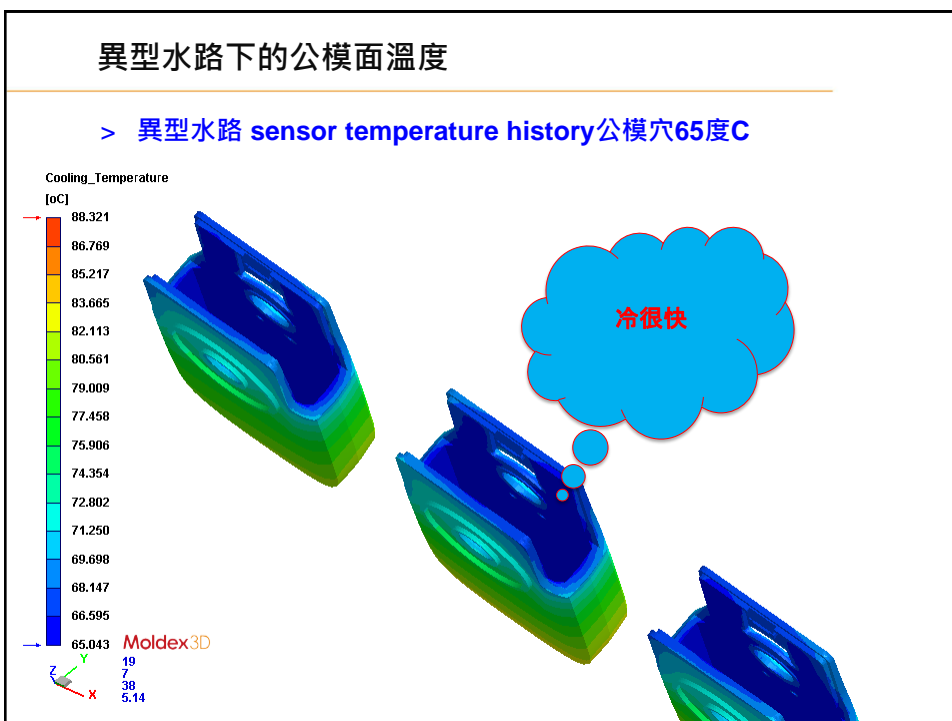 異型水路下的公模面溫度
> 異型水路 sensor temperature history公模穴65度C
Cooling_Temperature
[oC]
88.321
86.769
85.217
83.665
82.113
80.561
79.009
77.458
75.906
74.354
72.802
71.250
69.698
68.147
66.595
65.043
冷很快
Moldex3D
Z Y X
19
7
38
5.14